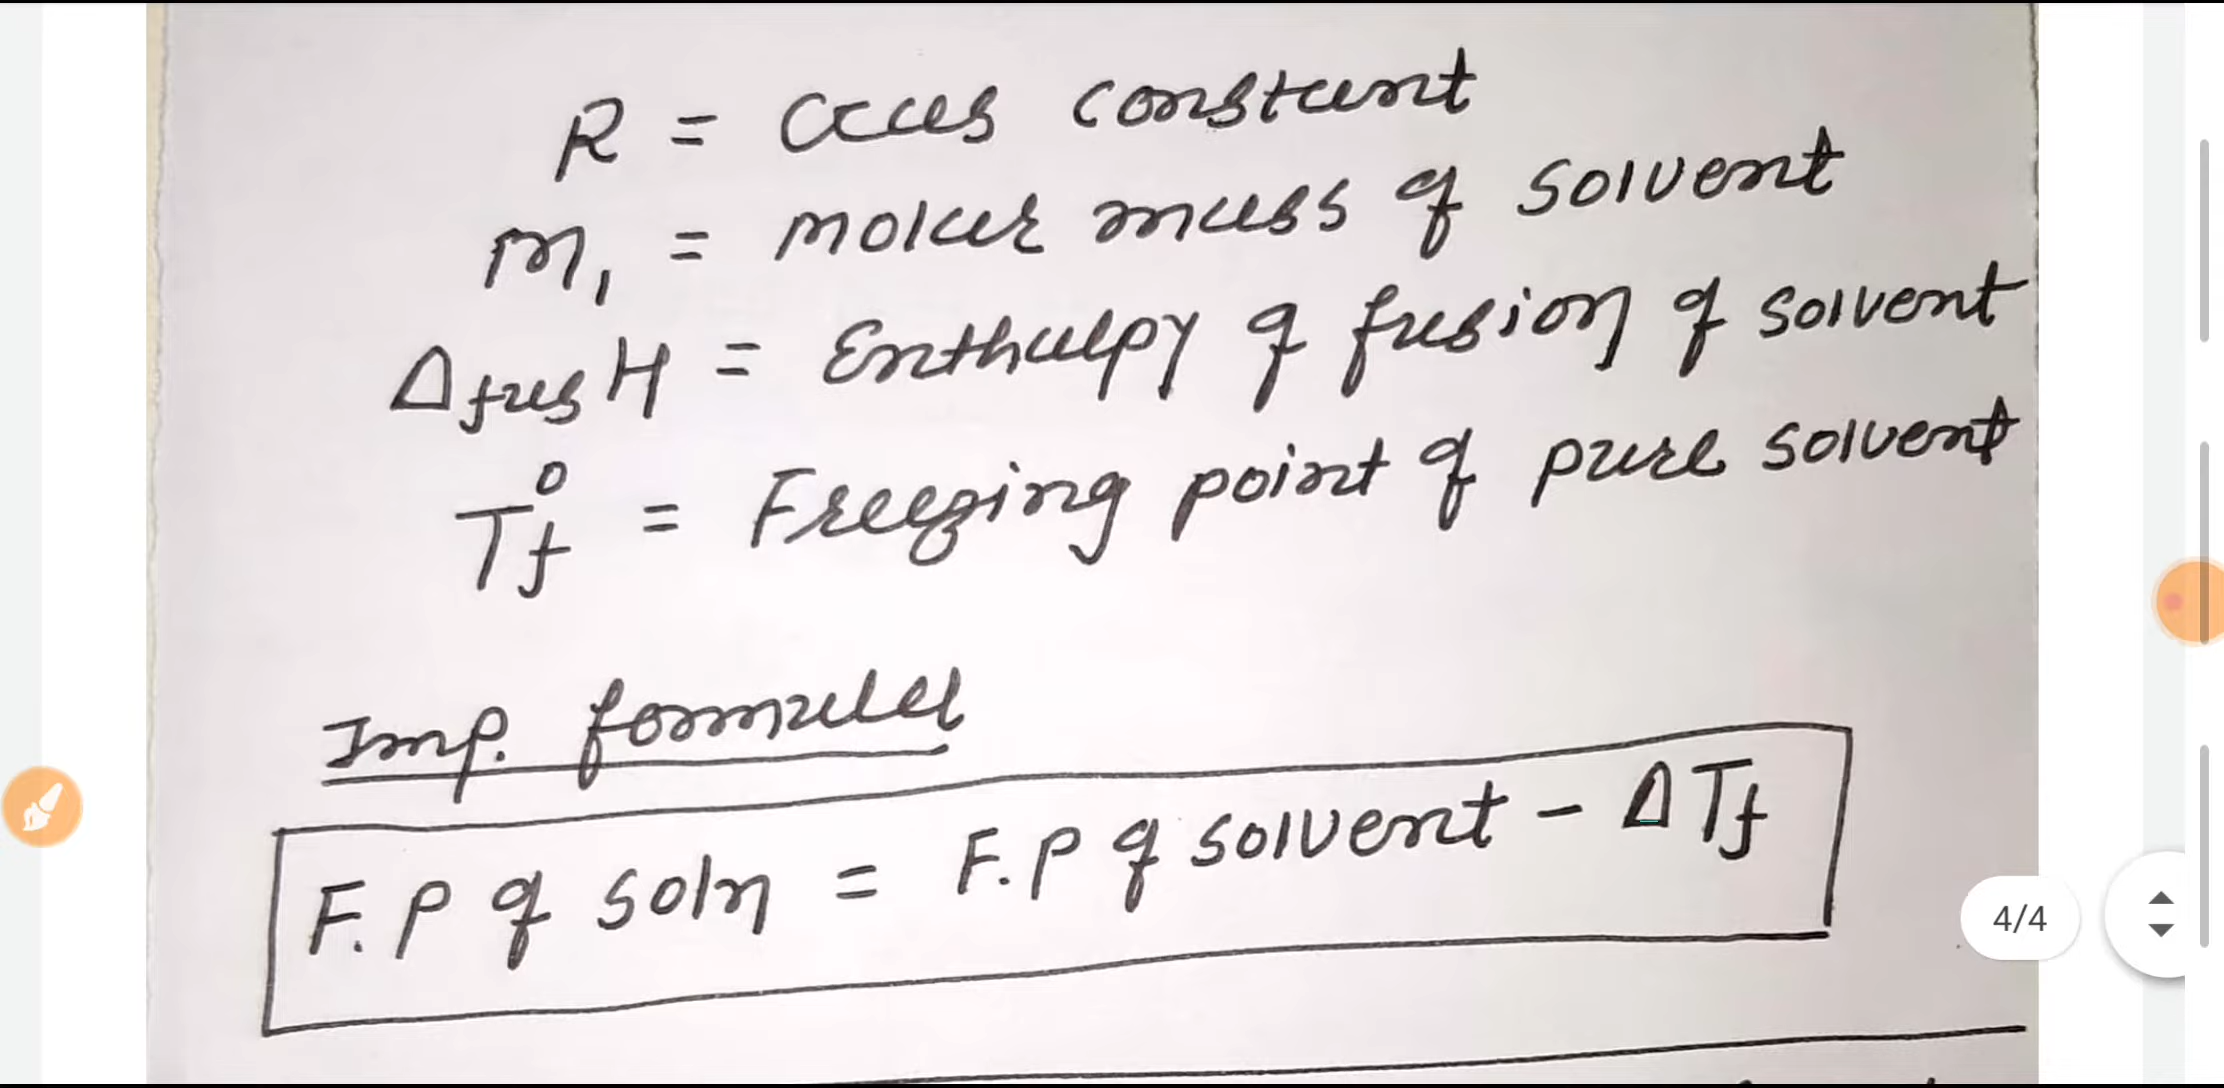 R = Gas constant
M₁ = Molar mass of solvent
ΔfusH = Enthalpy of fusion of solvent
Tf⁰ = Freezing point of pure solvent
Imp. formula
F.P of soln = F.P of solvent - ΔTf
4/4